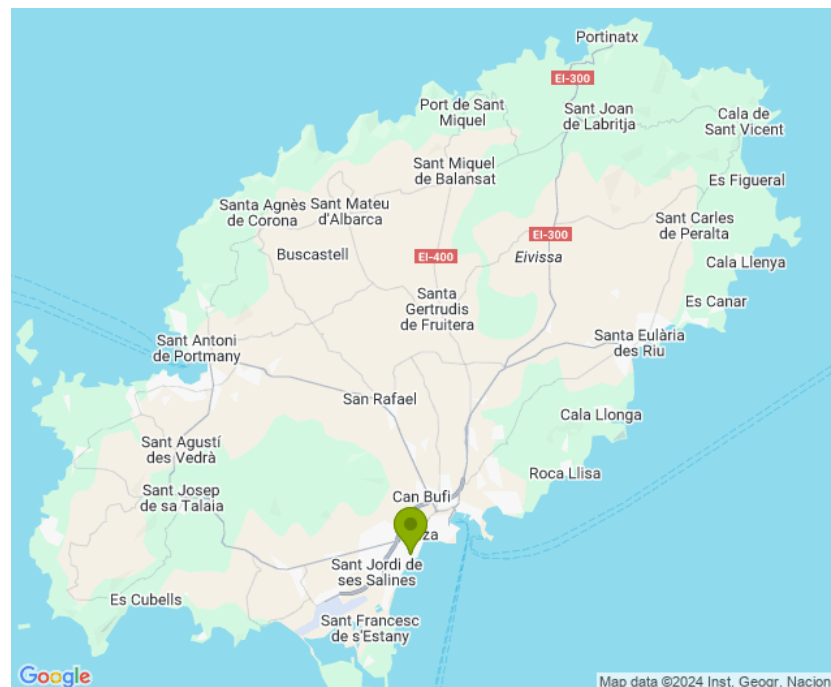 Portinatx
EI-300
Port de Sant
Miquel
Sant Joan
de Labritja
Cala de
Sant Vicent
Sant Miquel
de Balansat
Es Figueral
Santa Agnès
de Corona
Sant Mateu
d'Albarca
Sant Carles
de Peralta
EI-300
Buscastell
EI-400
Eivissa
Cala Llenya
Santa
Gertrudis
de Fruitera
Es Canar
Sant Antoni
de Portmany
Santa Eulària
des Riu
San Rafael
Cala Llonga
Sant Agustí
des Vedrà
Roca Llisa
Sant Josep
de sa Talaia
Can Bufi
za
Sant Jordi de
ses Salines
Es Cubells
Sant Francesc
de s'Estany
Google
Map data ©2024 Inst. Geogr. Nacion